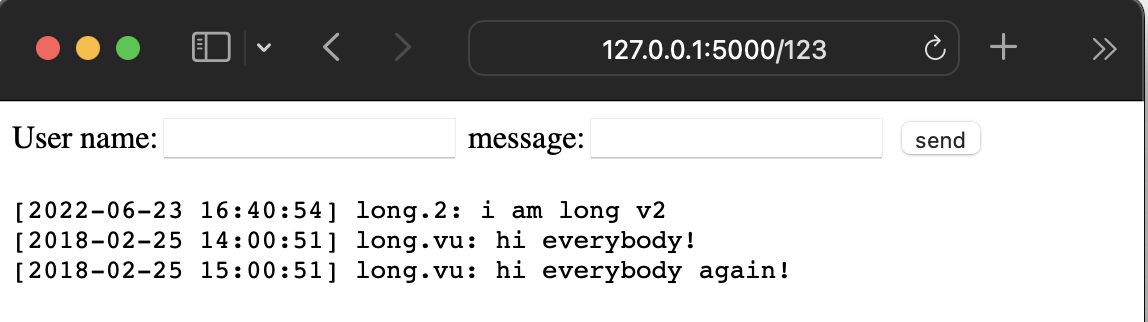 127.0.0.1:5000/123
User name: message: send
[2022-06-23 16:40:54] long.2: i am long v2
[2018-02-25 14:00:51] long.vu: hi everybody!
[2018-02-25 15:00:51] long.vu: hi everybody again!